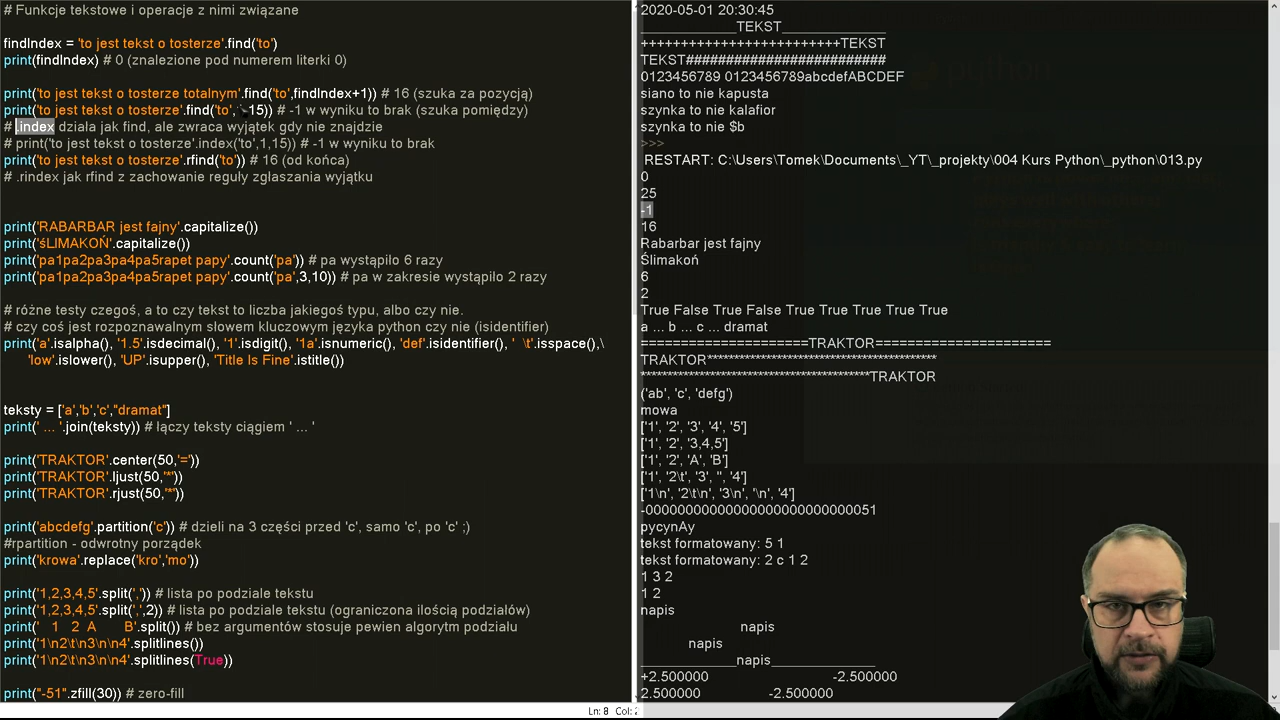 # Funkcje tekstowe i operacje z nimi związane
findIndex = 'to jest tekst o tosterze'.find('to')
print(findIndex) # 0 (znalezione pod numerem literki 0)
print('to jest tekst o tosterze totalnym'.find('to',findIndex+1)) # 16 (szuka za pozycją)
print('to jest tekst o tosterze'.find('to', 15)) # -1 w wyniku to brak (szuka pomiędzy)
# .index działa jak find, ale zwraca wyjątek gdy nie znajdzie
# print('to jest tekst o tosterze'.index('to',1,15)) # -1 w wyniku to brak
print('to jest tekst o tosterze'.rfind('to')) # 16 (od końca)
# .rindex jak rfind z zachowanie reguly zgłaszania wyjątku
print('RABARBAR jest fajny'.capitalize())
print('śLIMAKOŃ'.capitalize())
print('pa1pa2pa3pa4pa5rapet papy'.count('pa')) # pa wystąpiło 6 razy
print('pa1pa2pa3pa4pa5rapet papy'.count('pa',3,10)) # pa w zakresie wystąpiło 2 razy
# różne testy czegoś, a to czy tekst to liczba jakiegoś typu, albo czy nie.
# czy coś jest rozpoznawalnym słowem kluczowym języka python czy nie (isidentifier)
print('a'.isalpha(), '1.5'.isdecimal(), '1'.isdigit(), '1a'.isnumeric(), 'def'.isidentifier(), '  \t'.isspace(),\
'low'.islower(), 'UP'.isupper(), 'Title Is Fine'.istitle())
teksty = ['a','b','c',"dramat"]
print(' ... '.join(teksty)) # łączy teksty ciągiem ' ... '
print('TRAKTOR'.center(50,'='))
print('TRAKTOR'.ljust(50,'*'))
print('TRAKTOR'.rjust(50,'*'))
print('abcdefg'.partition('c')) # dzieli na 3 części przed 'c', samo 'c', po 'c' ;)
#rpartition - odwrotny porządek
print('krowa'.replace('kro','mo'))
print('1,2,3,4,5'.split(',')) # lista po podziale tekstu
print('1,2,3,4,5'.split(',',2)) # lista po podziale tekstu (ograniczona ilością podziałów)
print('   1   2  A       B'.split()) # bez argumentów stosuje pewien algorytm podziału
print('1\n2\t\n3\n\n4'.splitlines())
print('1\n2\t\n3\n\n4'.splitlines(True))
print("-51".zfill(30)) # zero-fill
Ln: 8 Col:
2020-05-01 20:30:45
____________TEKST_____________
+++++++++++++++++++++++++TEKST
TEKST#########################
0123456789 0123456789abcdefABCDEF
siano to nie kapusta
szynka to nie kalafior
szynka to nie $b
>>>
RESTART: C:\Users\Tomek\Documents\_YT\_projekty\004 Kurs Python\_python\013.py
0
25
-1
16
Rabarbar jest fajny
Ślimakoń
6
2
True False True False True True True True True
a ... b ... c ... dramat
=====================TRAKTOR======================
TRAKTOR*******************************************
*******************************************TRAKTOR
('ab', 'c', 'defg')
mowa
['1', '2', '3', '4', '5']
['1', '2', '3,4,5']
['1', '2', 'A', 'B']
['1', '2\t', '3', '', '4']
['1\n', '2\t\n', '3\n', '\n', '4']
-00000000000000000000000000051
pycynAy
tekst formatowany: 5 1
tekst formatowany: 2 c 1 2
1 3 2
1 2
napis
napis
napis
____________napis_____________
+2.500000 -2.500000
2.500000 -2.500000